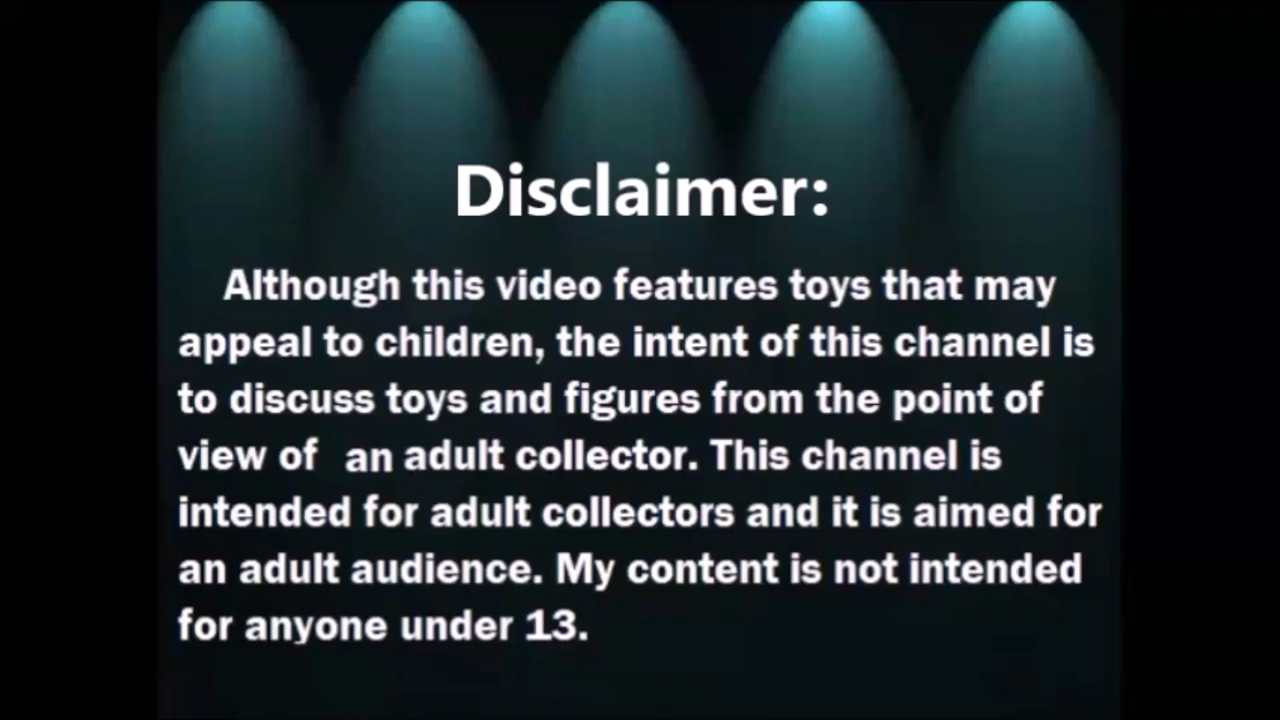 Disclaimer:
Although this video features toys that may
appeal to children, the intent of this channel is
to discuss toys and figures from the point of
view of an adult collector. This channel is
intended for adult collectors and it is aimed for
an adult audience. My content is not intended
for anyone under 13.